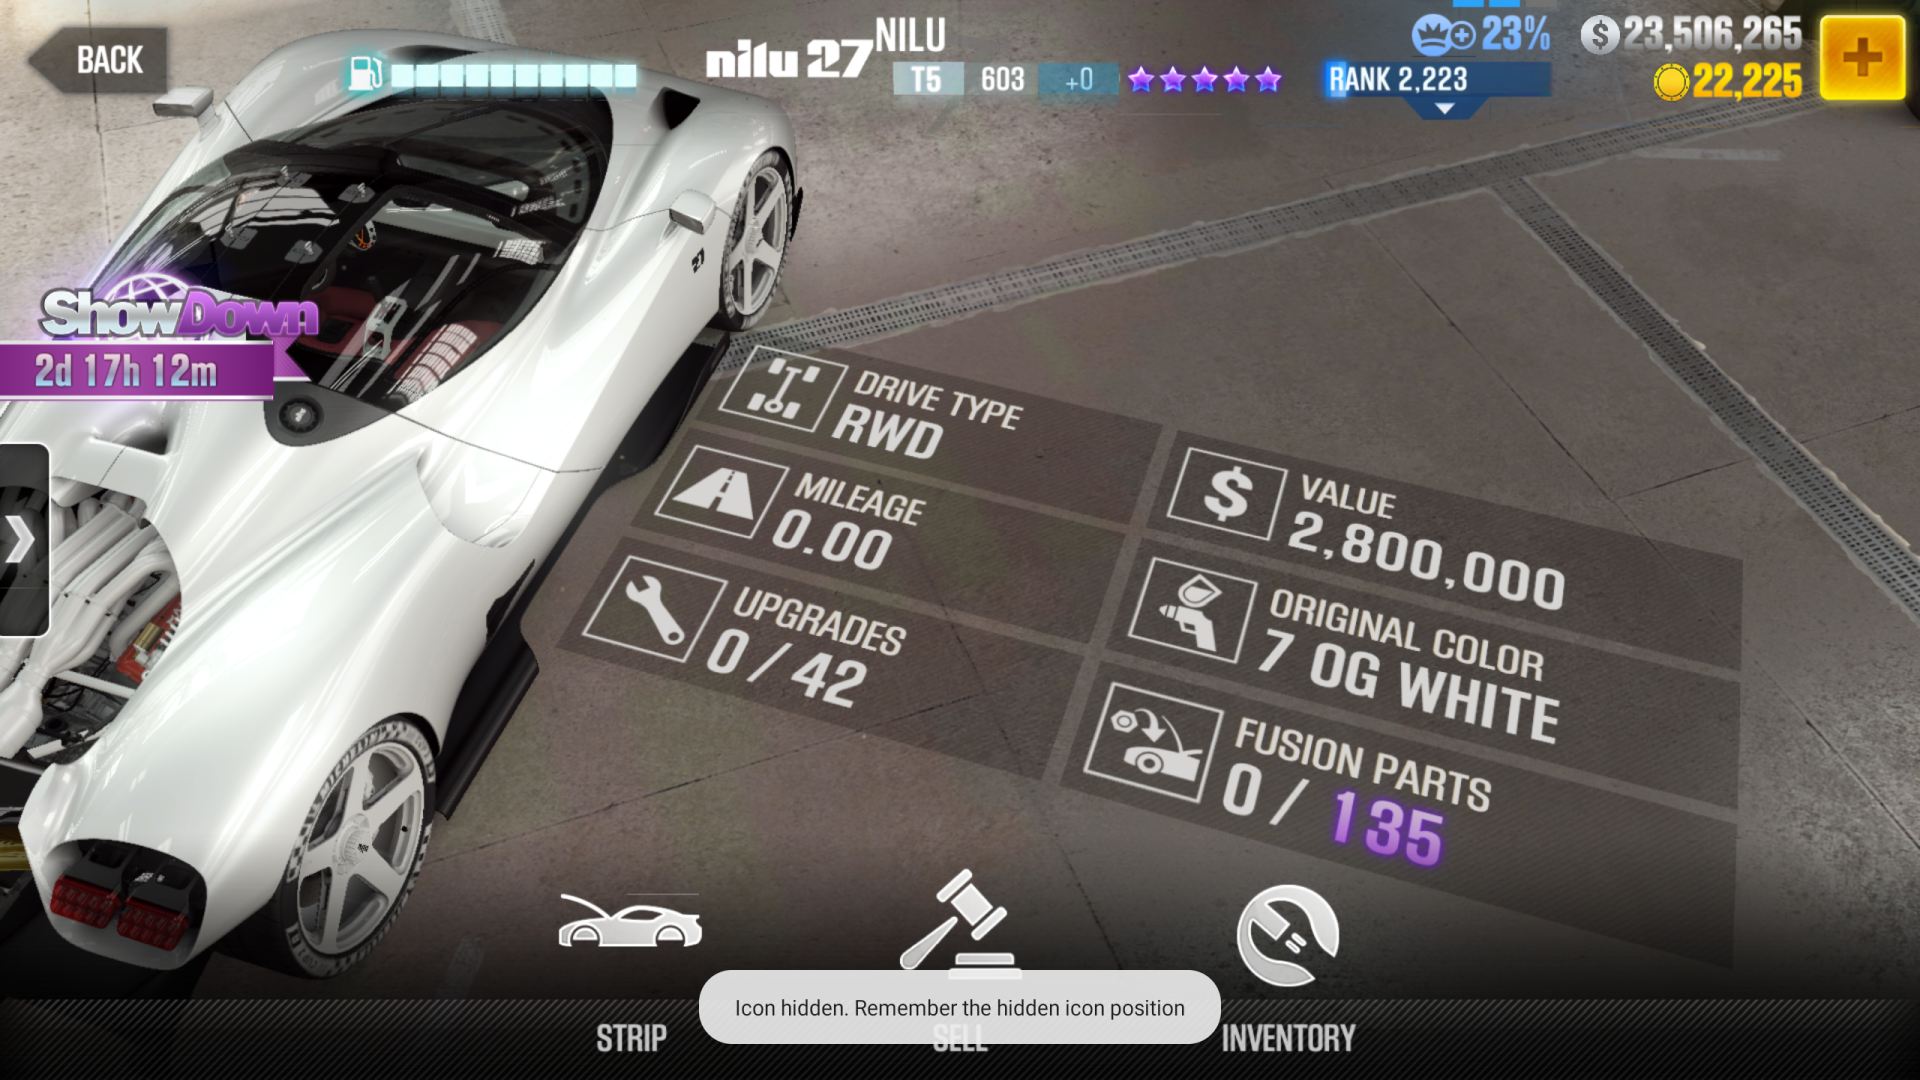 BACK
nilu 27
NILU
T5 603 +0
23%
RANK 2,223
$ 23,506,265
22,225
ShowDown
2d 17h 12m
27
DRIVE TYPE
RWD
MILEAGE
0.00
UPGRADES
0 / 42
$
VALUE
2,800,000
ORIGINAL COLOR
7 OG WHITE
FUSION PARTS
0 / 135
STRIP
SELL
INVENTORY
Icon hidden. Remember the hidden icon position